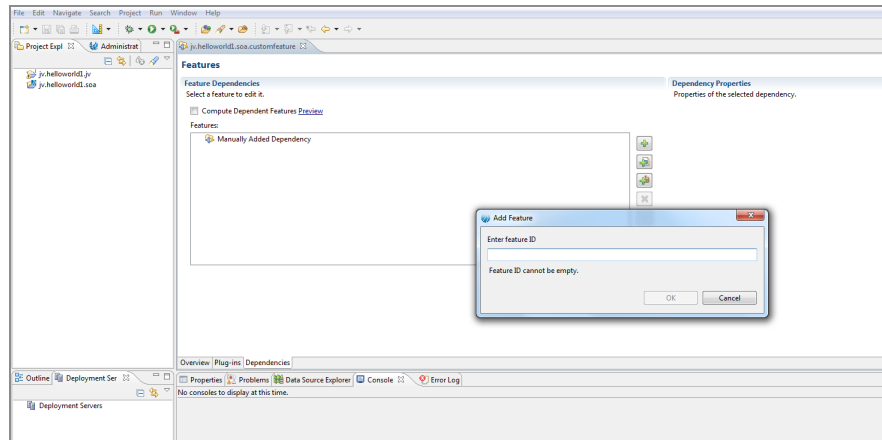 File Edit Navigate Search Project Run Window Help
Project Expl Administrat
jv.helloworld1.soa.customfeature
jv.helloworld1.jv
jv.helloworld1.soa
Features
Feature Dependencies
Select a feature to edit it.
Compute Dependent Features Preview
Features:
Manually Added Dependency
Dependency Properties
Properties of the selected dependency.
Add Feature
Enter feature ID
Feature ID cannot be empty.
OK Cancel
Overview Plug-ins Dependencies
Outline Deployment Ser
Deployment Servers
Properties Problems Data Source Explorer Console Error Log
No consoles to display at this time.